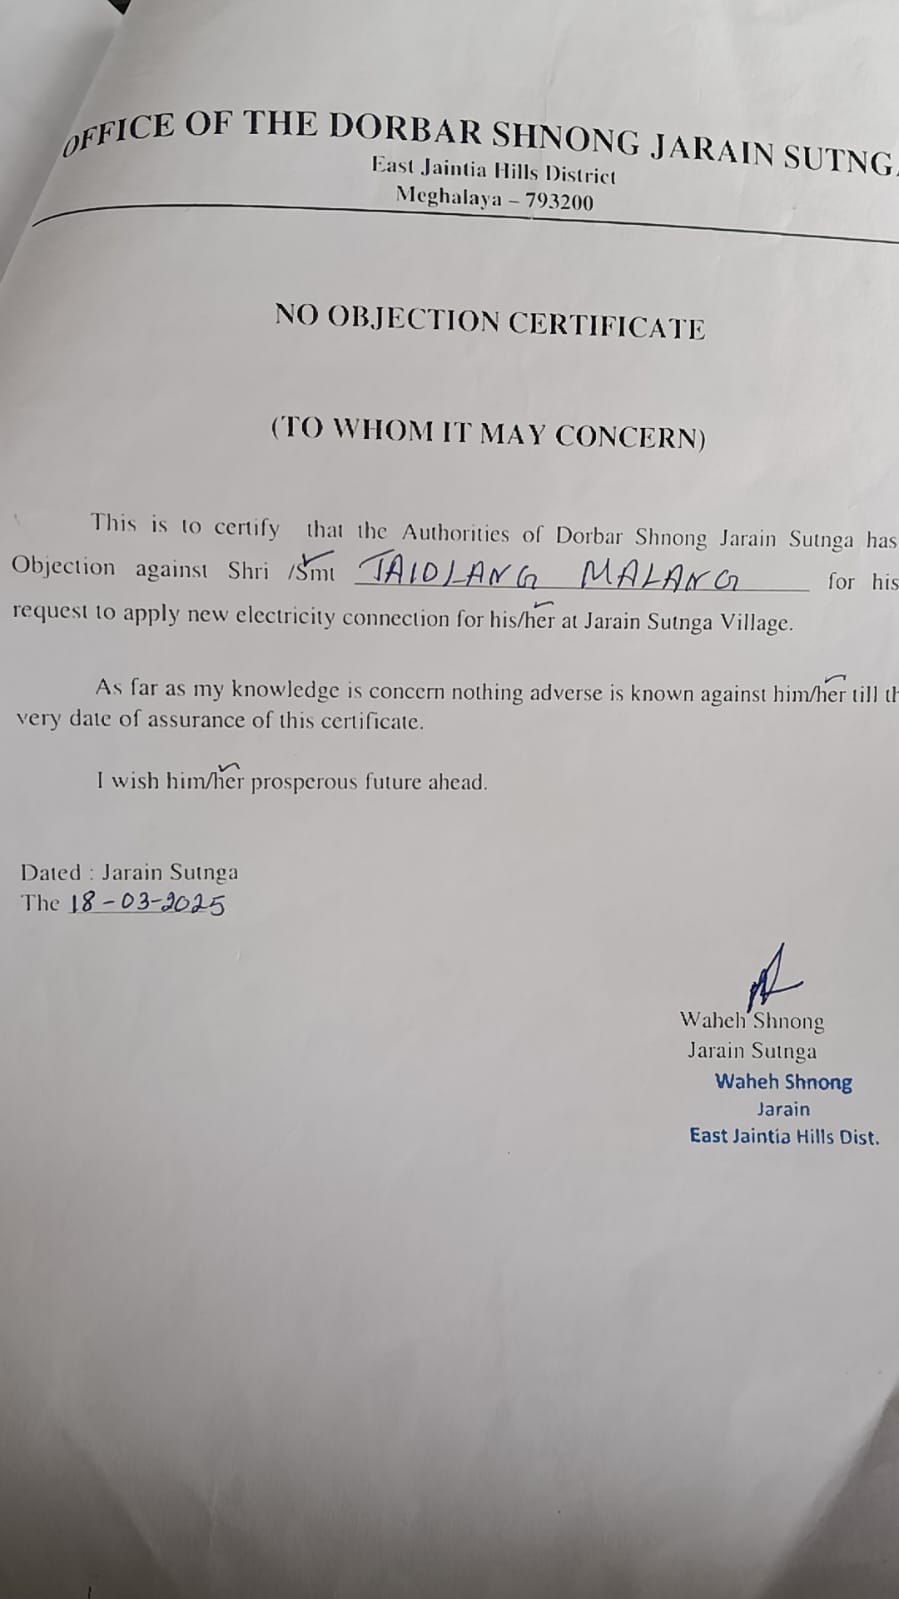 OFFICE OF THE DORBAR SHNONG JARAIN SUTNG
East Jaintia Hills District
Meghalaya – 793200
NO OBJECTION CERTIFICATE
(TO WHOM IT MAY CONCERN)
This is to certify that the Authorities of Dorbar Shnong Jarain Sutnga has
Objection against Shri /Smt TAIDLANG MALANG for his
request to apply new electricity connection for his/her at Jarain Sutnga Village.
As far as my knowledge is concern nothing adverse is known against him/her till th
very date of assurance of this certificate.
I wish him/her prosperous future ahead.
Dated : Jarain Sutnga
The 18-03-2025
Waheh Shnong
Jarain Sutnga
Waheh Shnong
Jarain
East Jaintia Hills Dist.